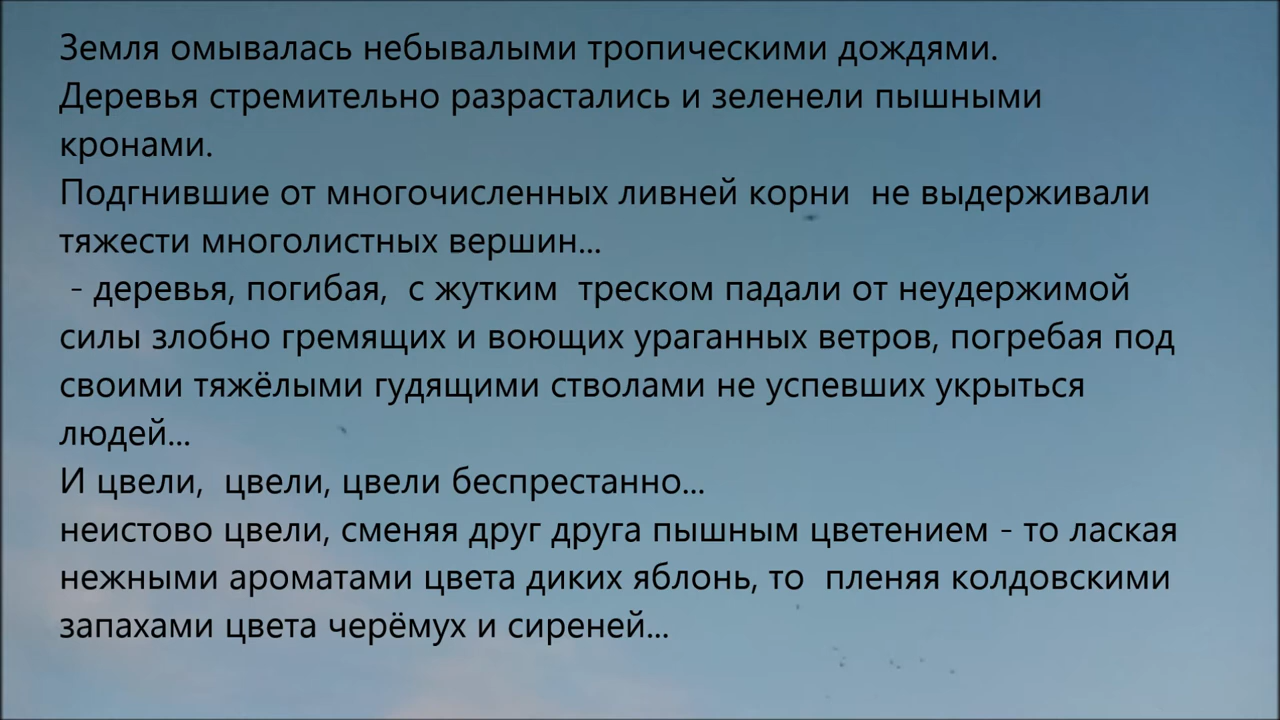 Земля омывалась небывалыми тропическими дождями.
Деревья стремительно разрастались и зеленели пышными
кронами.
Подгнившие от многочисленных ливней корни  не выдерживали
тяжести многолистных вершин...
- деревья, погибая,  с жутким  треском падали от неудержимой
силы злобно гремящих и воющих ураганных ветров, погребая под
своими тяжёлыми гудящими стволами не успевших укрыться
людей...
И цвели,  цвели, цвели беспрестанно...
неистово цвели, сменяя друг друга пышным цветением - то лаская
нежными ароматами цвета диких яблонь, то  пленяя колдовскими
запахами цвета черёмух и сиреней...